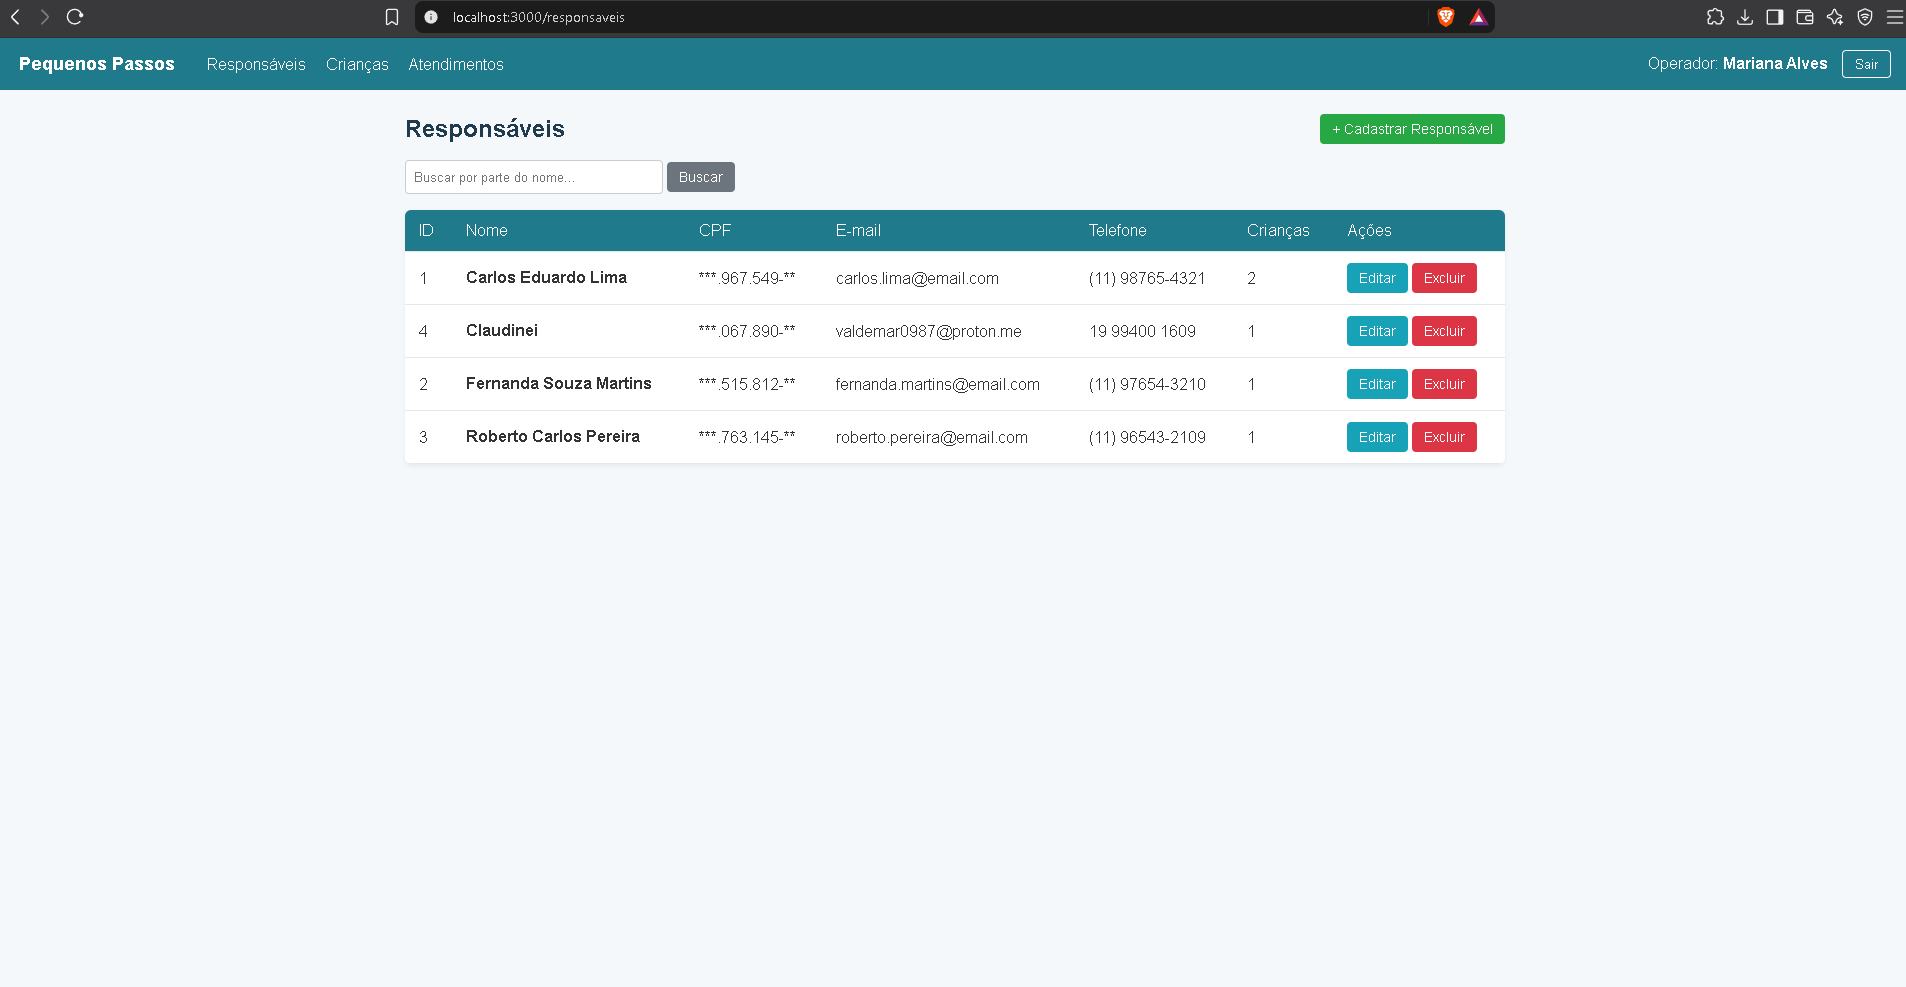 localhost:3000/responsaveis
Pequenos Passos Responsáveis Crianças Atendimentos Operador: Mariana Alves Sair
Responsáveis + Cadastrar Responsável
Buscar por parte do nome... Buscar
ID Nome CPF E-mail Telefone Crianças Ações
1 Carlos Eduardo Lima ***.967.549-** carlos.lima@email.com (11) 98765-4321 2 Editar Excluir
4 Claudinei ***.067.890-** valdemar0987@proton.me 19 99400 1609 1 Editar Excluir
2 Fernanda Souza Martins ***.515.812-** fernanda.martins@email.com (11) 97654-3210 1 Editar Excluir
3 Roberto Carlos Pereira ***.763.145-** roberto.pereira@email.com (11) 96543-2109 1 Editar Excluir